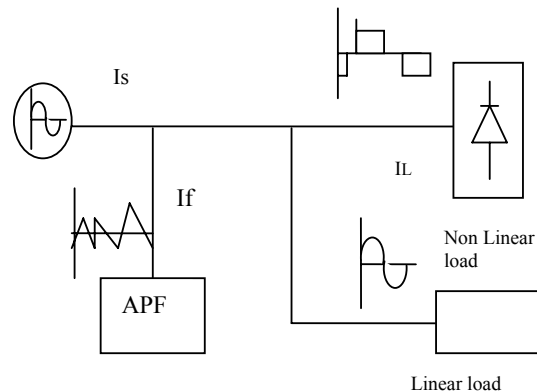 Is
IL
If
Non Linear
load
APF
Linear load